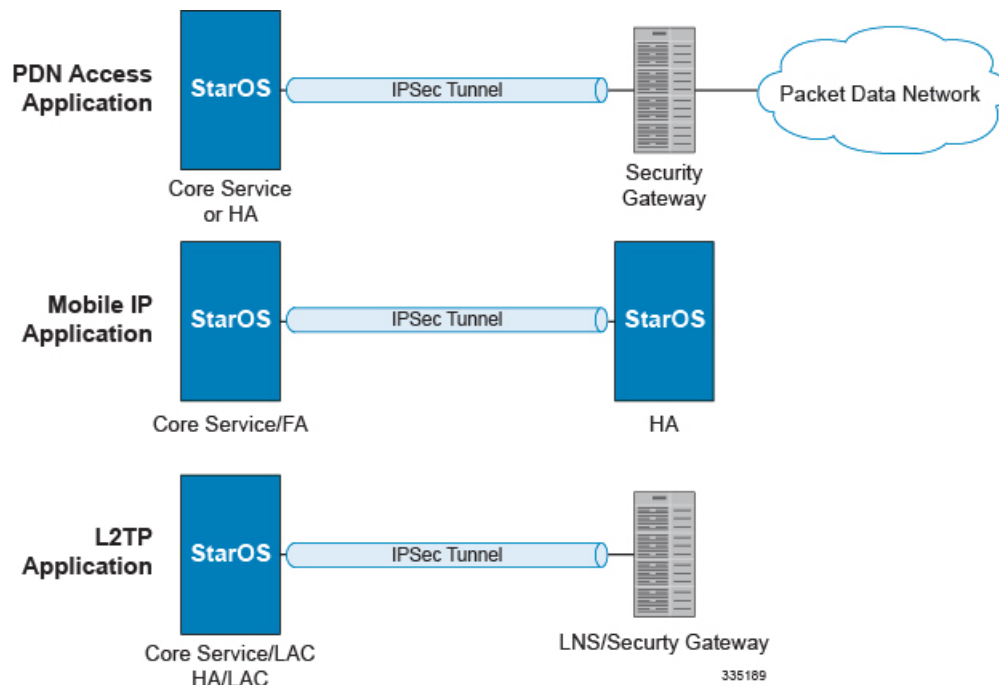 PDN Access
Application
StarOS
IPSec Tunnel
Packet Data Network
Core Service
or HA
Security
Gateway
Mobile IP
Application
StarOS
IPSec Tunnel
StarOS
Core Service/FA
HA
L2TP
Application
StarOS
IPSec Tunnel
Core Service/LAC
HA/LAC
LNS/Securty Gateway
335189